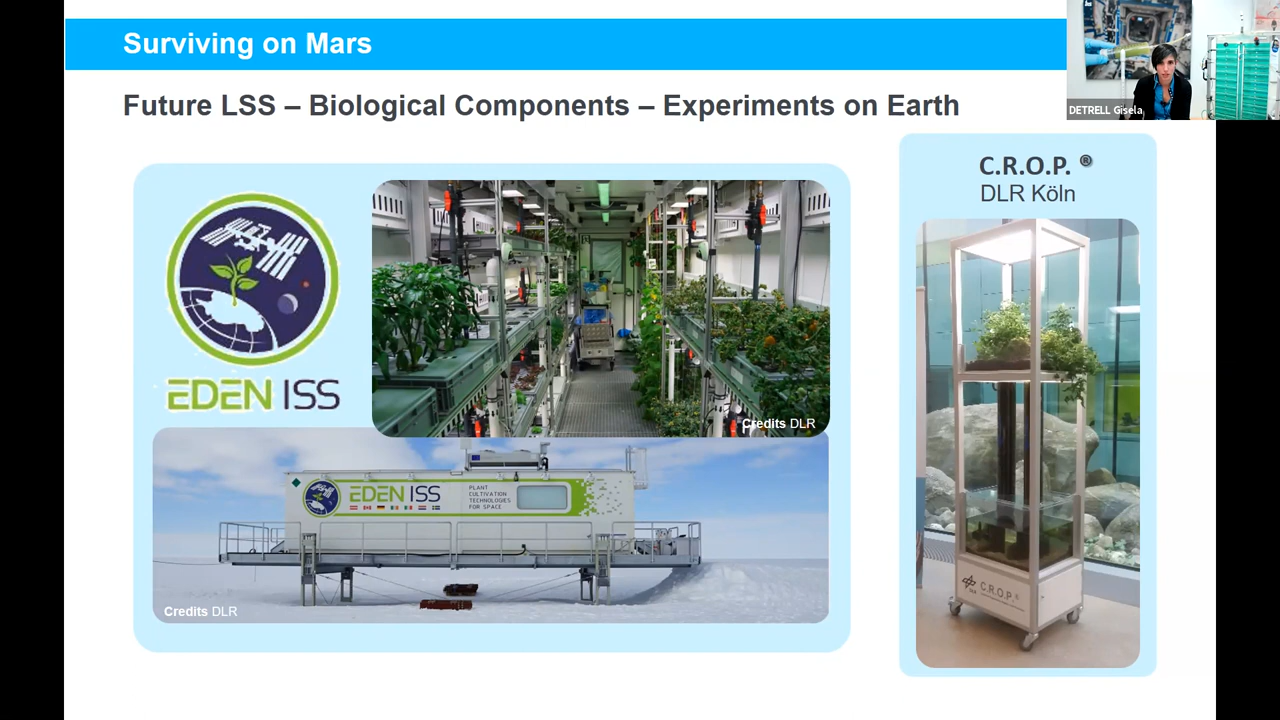 Surviving on Mars
DETRELL Gisela
Future LSS – Biological Components – Experiments on Earth
C.R.O.P. ®
DLR Köln
EDEN ISS
Credits DLR
EDEN ISS
PLANT
CULTIVATION
TECHNOLOGIES
FOR SPACE
Credits DLR
DLR
C.R.O.P.®